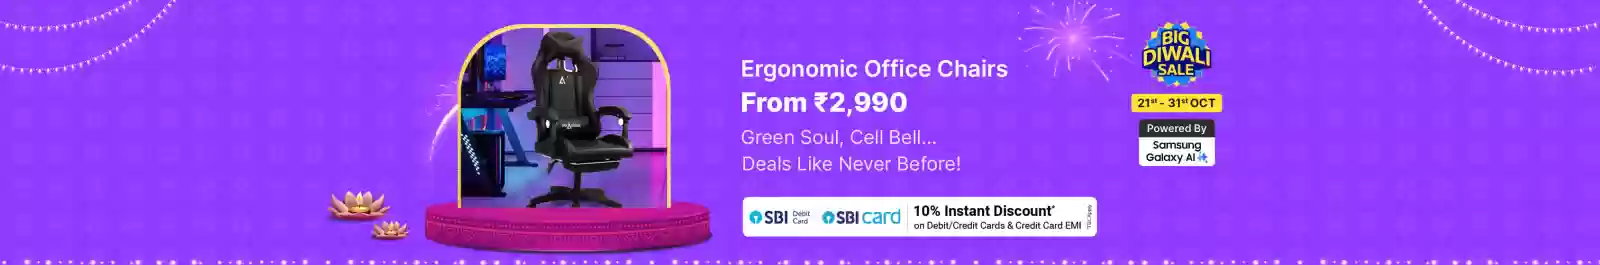 Ergonomic Office Chairs
From ₹2,990
Green Soul, Cell Bell...
Deals Like Never Before!
SBI Debit Card
SBI card
10% Instant Discount*
on Debit/Credit Cards & Credit Card EMI
*T&C Apply
BIG
DIWALI
SALE
21st - 31st OCT
Powered By
Samsung
Galaxy AI